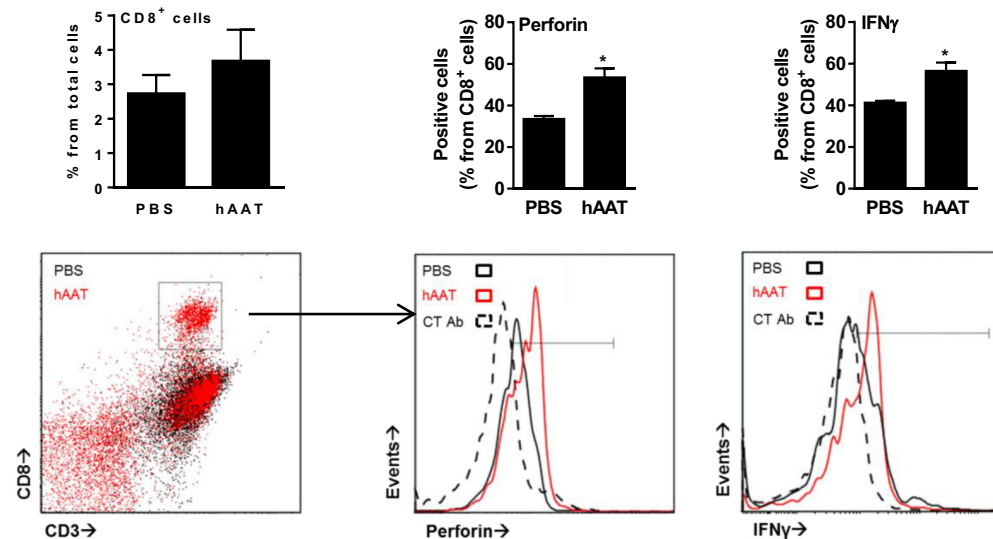 CD8+ cells
% from total cells
5
4
3
2
1
0
PBS hAAT
Perforin
Positive cells
(% from CD8+ cells)
80
60
40
20
0
*
PBS hAAT
IFNγ
Positive cells
(% from CD8+ cells)
80
60
40
20
0
*
PBS hAAT
PBS
hAAT
CD8→
CD3→
PBS
hAAT
CT Ab
Events→
Perforin→
PBS
hAAT
CT Ab
Events→
IFNγ→